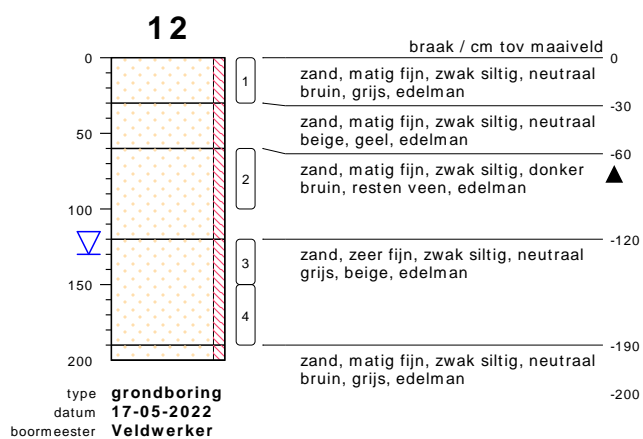 12
braak / cm tov maaiveld
0
0
1
zand, matig fijn, zwak siltig, neutraal
bruin, grijs, edelman
-30
zand, matig fijn, zwak siltig, neutraal
beige, geel, edelman
50
-60
2
zand, matig fijn, zwak siltig, donker
bruin, resten veen, edelman
100
-120
3
zand, zeer fijn, zwak siltig, neutraal
grijs, beige, edelman
150
4
-190
200
zand, matig fijn, zwak siltig, neutraal
bruin, grijs, edelman
-200
type grondboring
datum 17-05-2022
boormeester Veldwerker